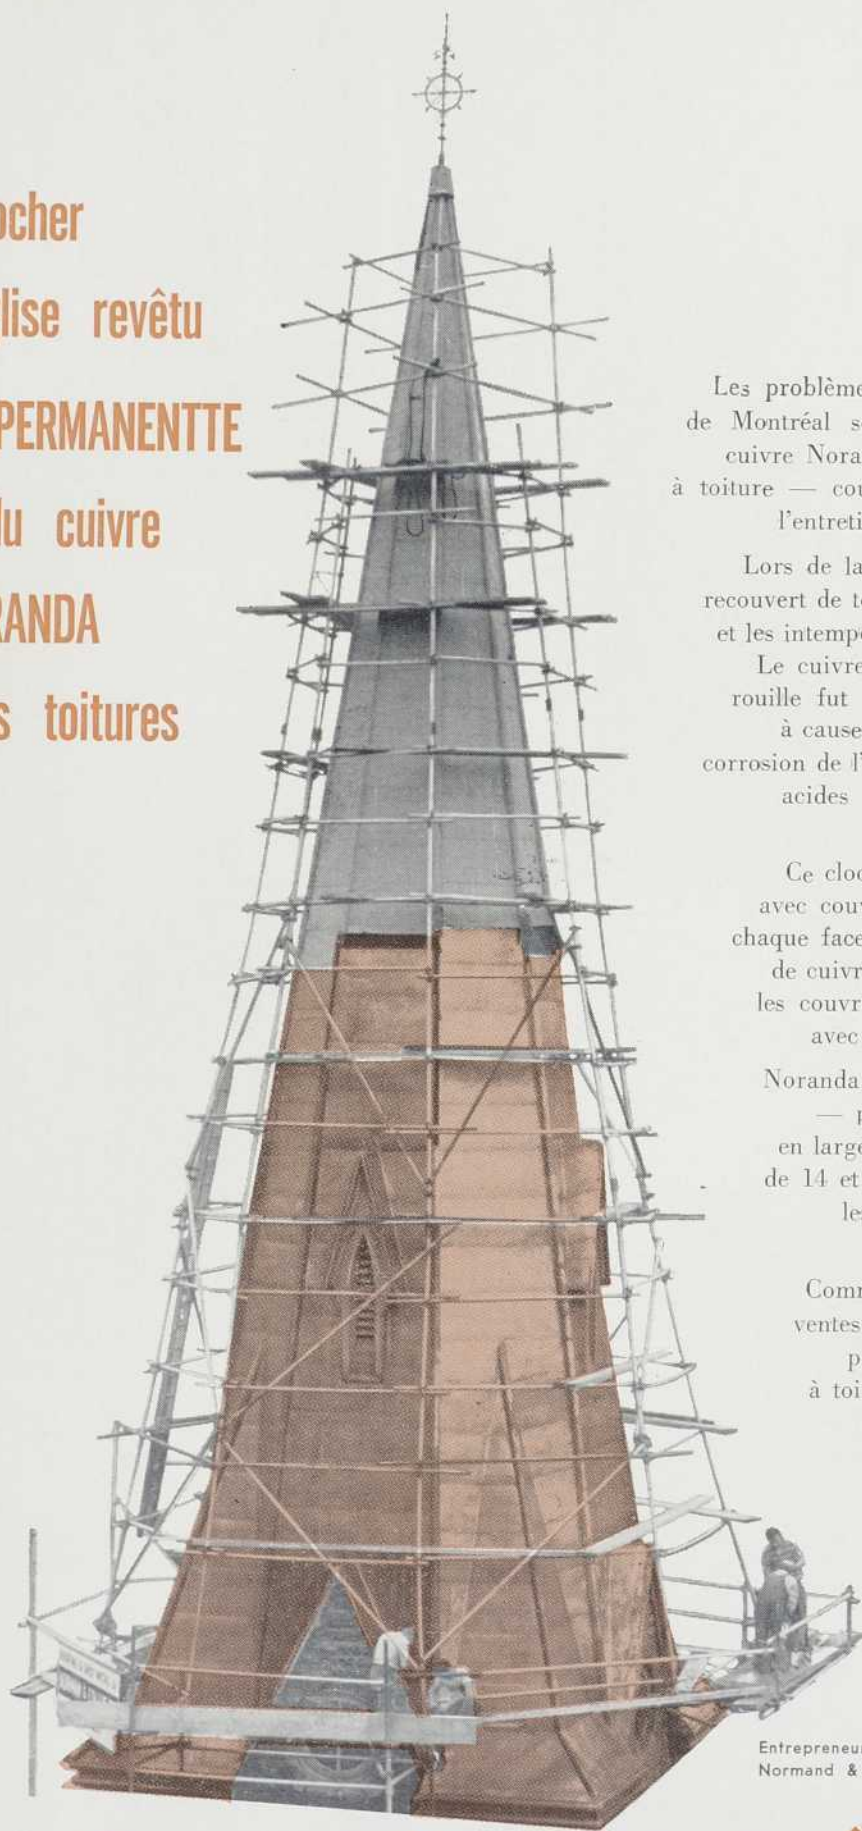 ocher
lise revêtu
PERMANENTTE
du cuivre
RANDA
s toitures
Les problème
de Montréal s
cuivre Nora
à toiture — cou
l'entreti
Lors de la
recouvert de t
et les intemp
Le cuivre
rouille fut
à cause
corrosion de l'
acides
Ce cloc
avec couv
chaque face
de cuivr
les couvr
avec
Noranda
— p
en large
de 14 et
le
Comm
ventes
p
à toi
Entrepreneur
Normand &